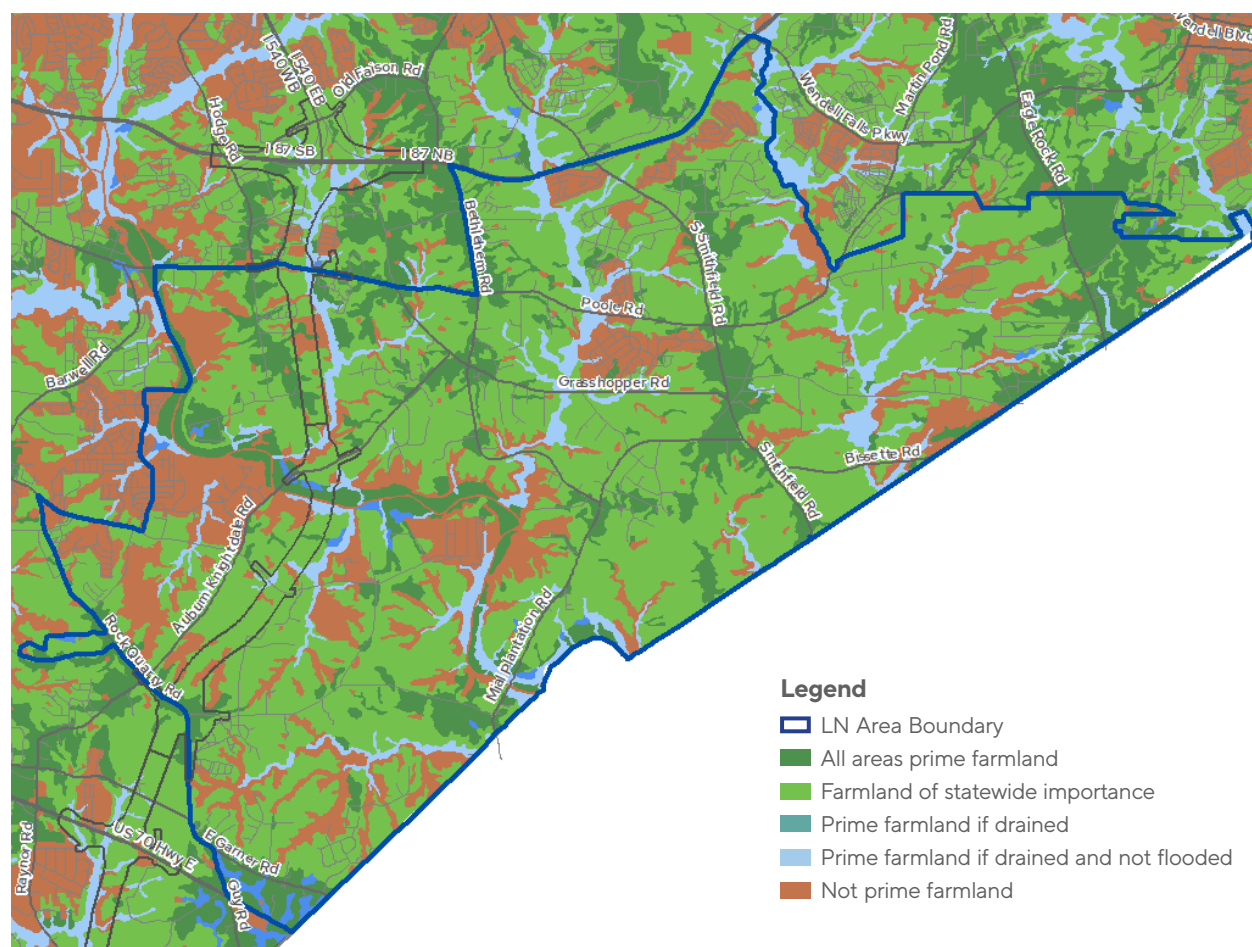 Wendell Blvd
I 540 WB
I 540 EB
Old Faison Rd
Martin Pond Rd
Wendell Falls Pkwy
Eagle Rock Rd
Hodge Rd
I 87 SB
I 87 NB
Bethlehem Rd
S Smithfield Rd
Poole Rd
Barwell Rd
Grasshopper Rd
Bissette Rd
Smithfield Rd
Auburn Knightdale Rd
Mial Plantation Rd
Rock Quarry Rd
US 70 Hwy E
E Garner Rd
Raynor Rd
Guy Rd
Legend
LN Area Boundary
All areas prime farmland
Farmland of statewide importance
Prime farmland if drained
Prime farmland if drained and not flooded
Not prime farmland